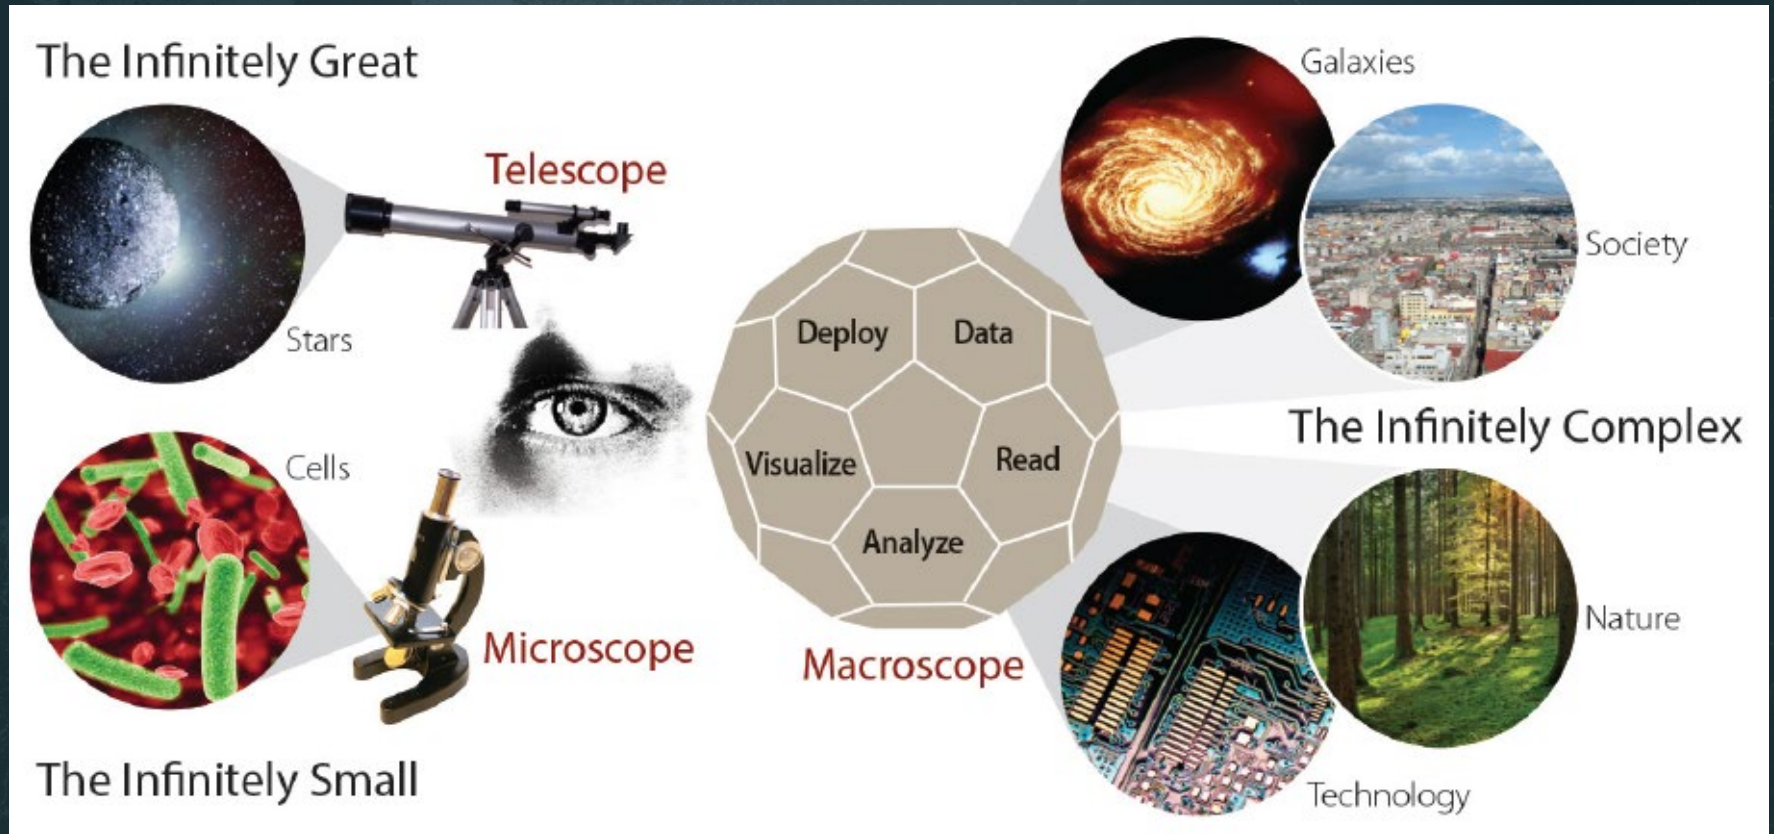 The Infinitely Great
Telescope
Stars
Cells
Microscope
The Infinitely Small
Deploy
Data
Visualize
Read
Analyze
Macroscope
Galaxies
Society
The Infinitely Complex
Nature
Technology